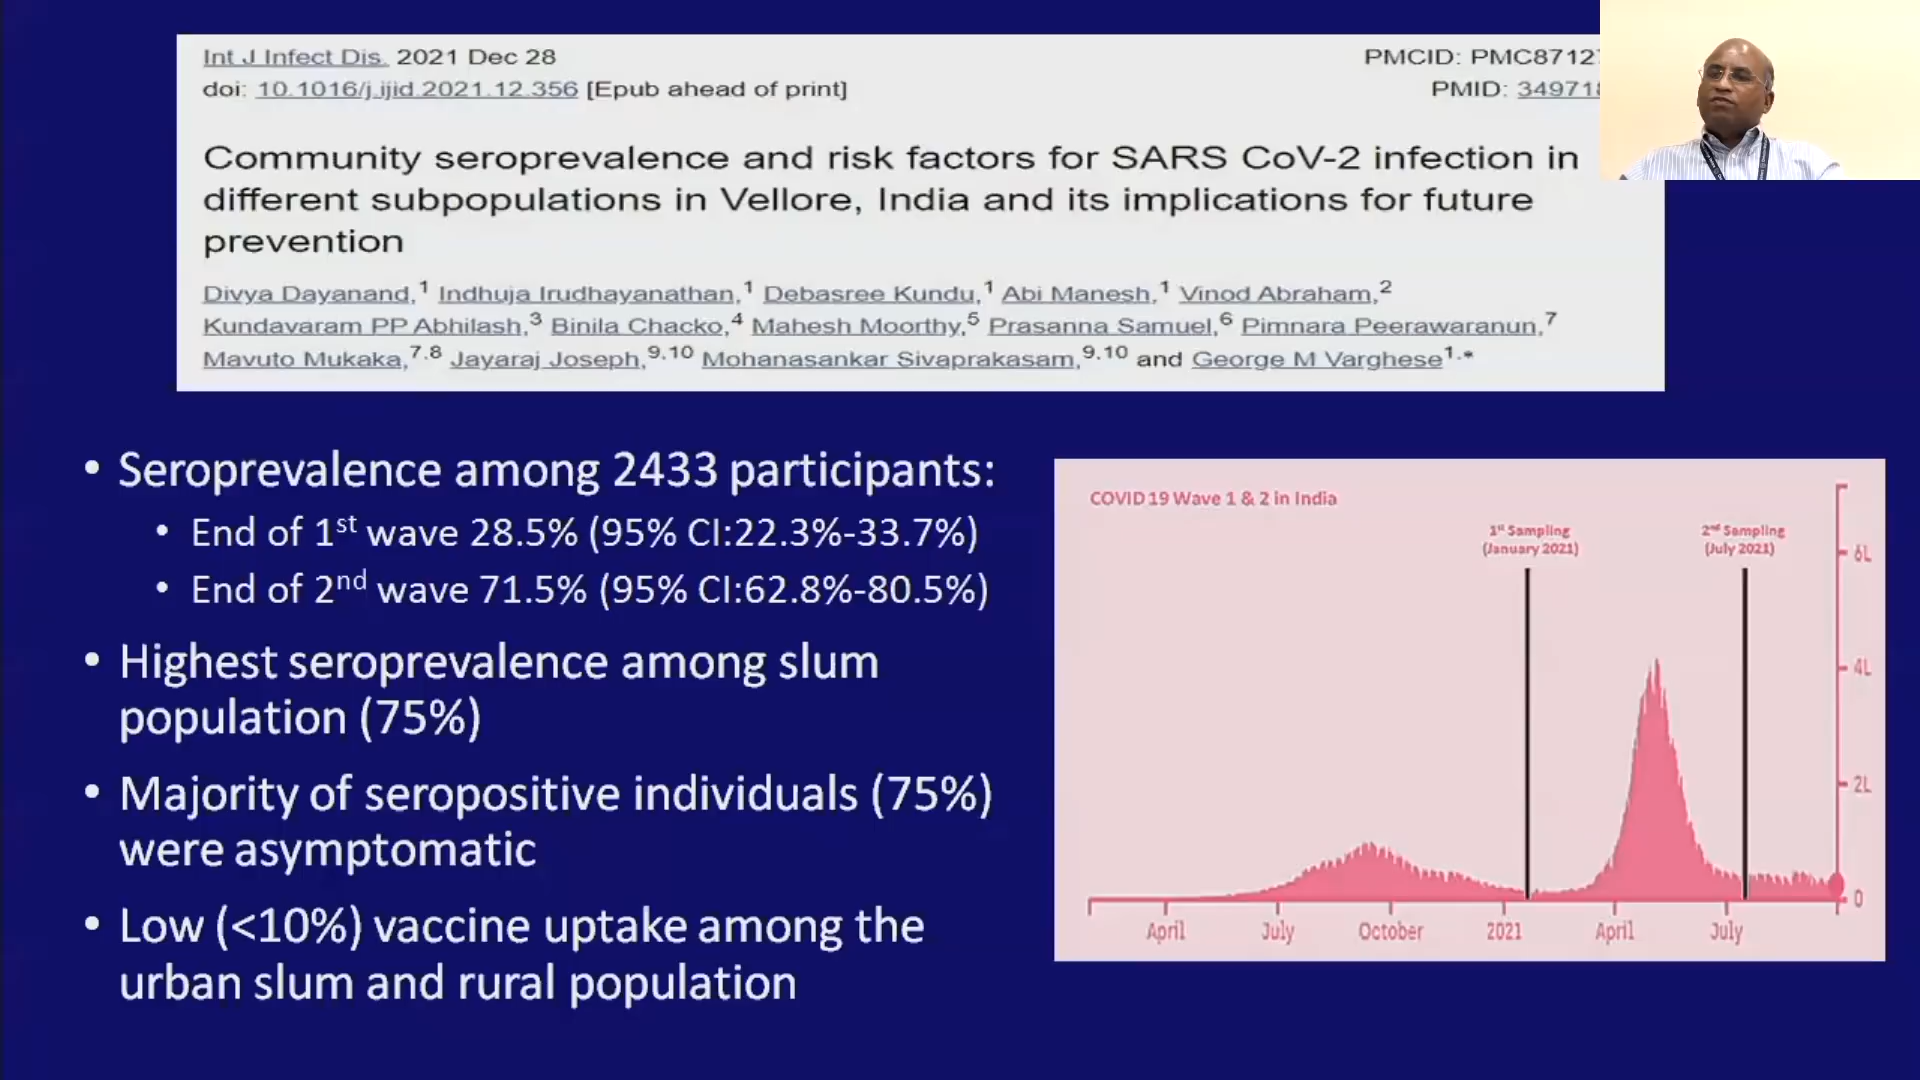 Int J Infect Dis. 2021 Dec 28
PMCID: PMC8712
doi: 10.1016/j.ijid.2021.12.356 [Epub ahead of print]
PMID: 34971
Community seroprevalence and risk factors for SARS CoV-2 infection in
different subpopulations in Vellore, India and its implications for future
prevention
Divya Dayanand,1 Indhuja Irudhayanathan,1 Debasree Kundu,1 Abi Manesh,1 Vinod Abraham,2
Kundavaram PP Abhilash,3 Binila Chacko,4 Mahesh Moorthy,5 Prasanna Samuel,6 Pimnara Peerawaranun,7
Mavuto Mukaka,7,8 Jayaraj Joseph,9,10 Mohanasankar Sivaprakasam,9,10 and George M Varghese1,*
• Seroprevalence among 2433 participants:
• End of 1st wave 28.5% (95% CI:22.3%-33.7%)
• End of 2nd wave 71.5% (95% CI:62.8%-80.5%)
• Highest seroprevalence among slum
population (75%)
• Majority of seropositive individuals (75%)
were asymptomatic
• Low (<10%) vaccine uptake among the
urban slum and rural population
COVID 19 Wave 1 & 2 in India
1st Sampling
(January 2021)
2nd Sampling
(July 2021)
6L
4L
2L
0
April July October 2021 April July